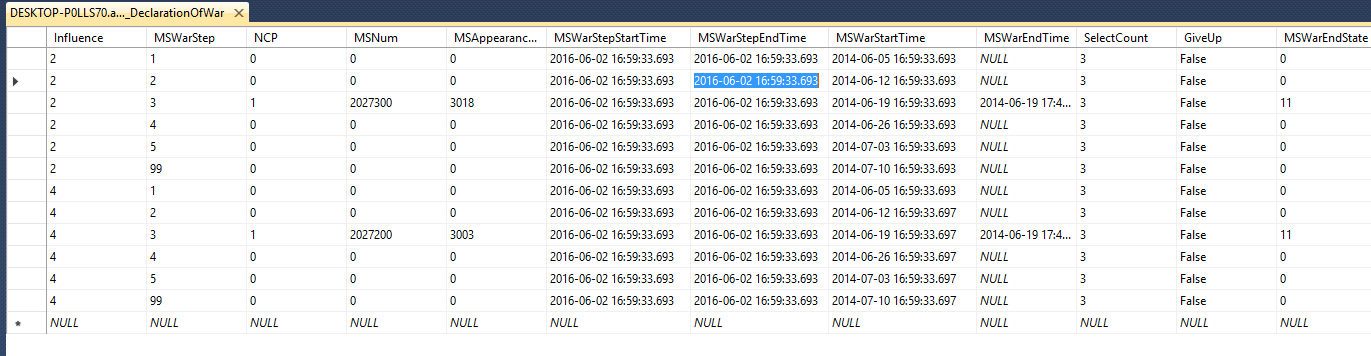 DESKTOP-P0LLS70.a..._DeclarationOfWar
Influence MSWarStep NCP MSNum MSAppearanc... MSWarStepStartTime MSWarStepEndTime MSWarStartTime MSWarEndTime SelectCount GiveUp MSWarEndState
2 1 0 0 0 2016-06-02 16:59:33.693 2016-06-02 16:59:33.693 2014-06-05 16:59:33.693 NULL 3 False 0
2 2 0 0 0 2016-06-02 16:59:33.693 2016-06-02 16:59:33.693 2014-06-12 16:59:33.693 NULL 3 False 0
2 3 1 2027300 3018 2016-06-02 16:59:33.693 2016-06-02 16:59:33.693 2014-06-19 16:59:33.693 2014-06-19 17:4... 3 False 11
2 4 0 0 0 2016-06-02 16:59:33.693 2016-06-02 16:59:33.693 2014-06-26 16:59:33.693 NULL 3 False 0
2 5 0 0 0 2016-06-02 16:59:33.693 2016-06-02 16:59:33.693 2014-07-03 16:59:33.693 NULL 3 False 0
2 99 0 0 0 2016-06-02 16:59:33.693 2016-06-02 16:59:33.693 2014-07-10 16:59:33.693 NULL 3 False 0
4 1 0 0 0 2016-06-02 16:59:33.693 2016-06-02 16:59:33.693 2014-06-05 16:59:33.693 NULL 3 False 0
4 2 0 0 0 2016-06-02 16:59:33.693 2016-06-02 16:59:33.693 2014-06-12 16:59:33.697 NULL 3 False 0
4 3 1 2027200 3003 2016-06-02 16:59:33.693 2016-06-02 16:59:33.693 2014-06-19 16:59:33.697 2014-06-19 17:4... 3 False 11
4 4 0 0 0 2016-06-02 16:59:33.693 2016-06-02 16:59:33.693 2014-06-26 16:59:33.697 NULL 3 False 0
4 5 0 0 0 2016-06-02 16:59:33.693 2016-06-02 16:59:33.693 2014-07-03 16:59:33.697 NULL 3 False 0
4 99 0 0 0 2016-06-02 16:59:33.693 2016-06-02 16:59:33.693 2014-07-10 16:59:33.697 NULL 3 False 0
NULL NULL NULL NULL NULL NULL NULL NULL NULL NULL NULL NULL